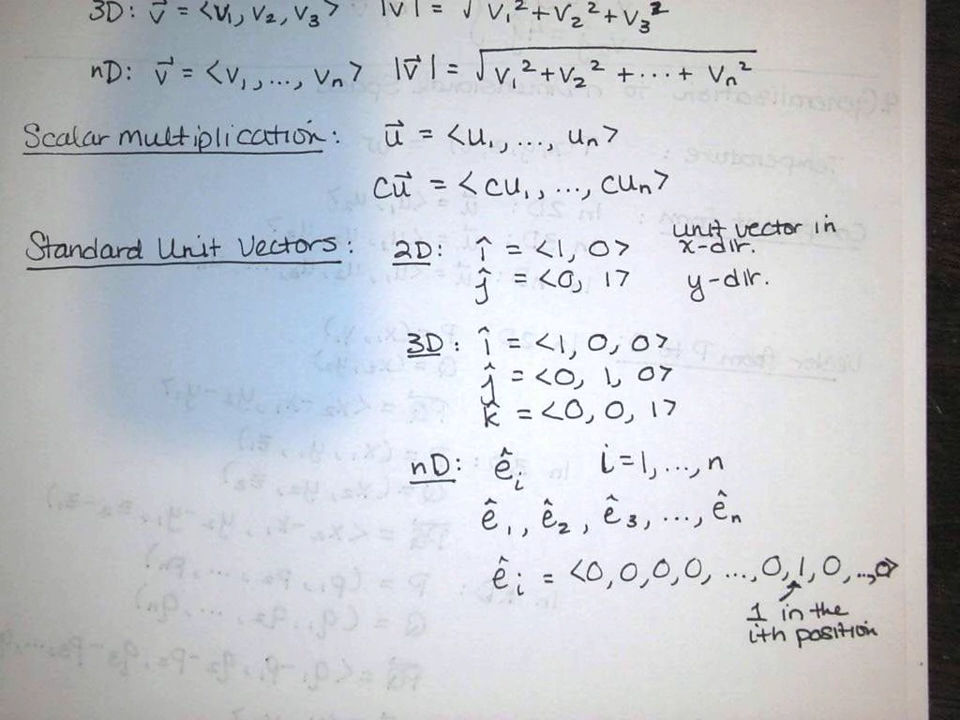 3D: v⃗ = <v₁, v₂, v₃> |v⃗| = √(v₁² + v₂² + v₃²)
nD: v⃗ = <v₁, ..., vₙ> |v⃗| = √(v₁² + v₂² + ... + vₙ²)
Scalar multiplication: u⃗ = <u₁, ..., uₙ>
cu⃗ = <cu₁, ..., cuₙ>
Standard Unit Vectors: 2D: î = <1, 0> unit vector in x-dir.
ĵ = <0, 1> y-dir.
3D: î = <1, 0, 0>
ĵ = <0, 1, 0>
k̂ = <0, 0, 1>
nD: êᵢ i = 1, ..., n
ê₁, ê₂, ê₃, ..., êₙ
êᵢ = <0, 0, 0, 0, ..., 0, 1, 0, ..., 0>
1 in the
ith position